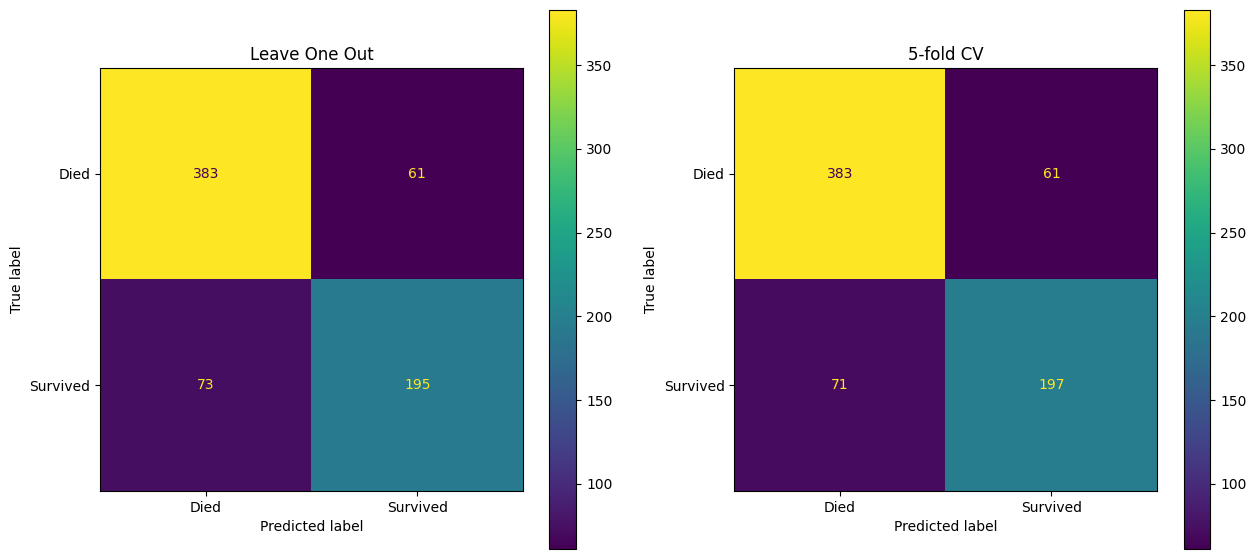 Leave One Out
Died
Survived
True label
383
61
73
195
Died
Survived
Predicted label
350
300
250
200
150
100
5-fold CV
Died
Survived
True label
383
61
71
197
Died
Survived
Predicted label
350
300
250
200
150
100